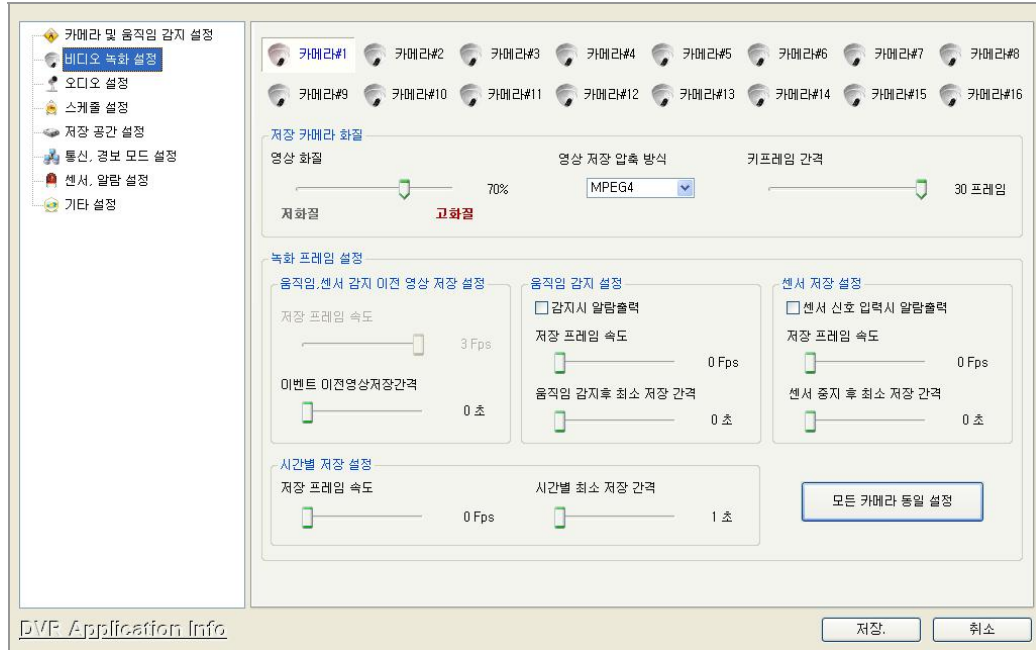 카메라 및 움직임 감지 설정
비디오 녹화 설정
오디오 설정
스케줄 설정
저장 공간 설정
통신, 경보 모드 설정
센서, 알람 설정
기타 설정
카메라#1 카메라#2 카메라#3 카메라#4 카메라#5 카메라#6 카메라#7 카메라#8
카메라#9 카메라#10 카메라#11 카메라#12 카메라#13 카메라#14 카메라#15 카메라#16
저장 카메라 화질
영상 화질 영상 저장 압축 방식 키프레임 간격
70% MPEG4 30 프레임
저화질 고화질
녹화 프레임 설정
움직임,센서 감지 이전 영상 저장 설정
저장 프레임 속도
3 Fps
이벤트 이전영상저장간격
0 초
움직임 감지 설정
감지시 알람출력
저장 프레임 속도
0 Fps
움직임 감지후 최소 저장 간격
0 초
센서 저장 설정
센서 신호 입력시 알람출력
저장 프레임 속도
0 Fps
센서 중지 후 최소 저장 간격
0 초
시간별 저장 설정
저장 프레임 속도 시간별 최소 저장 간격
0 Fps 1 초
모든 카메라 동일 설정
DVR Application Info
저장. 취소